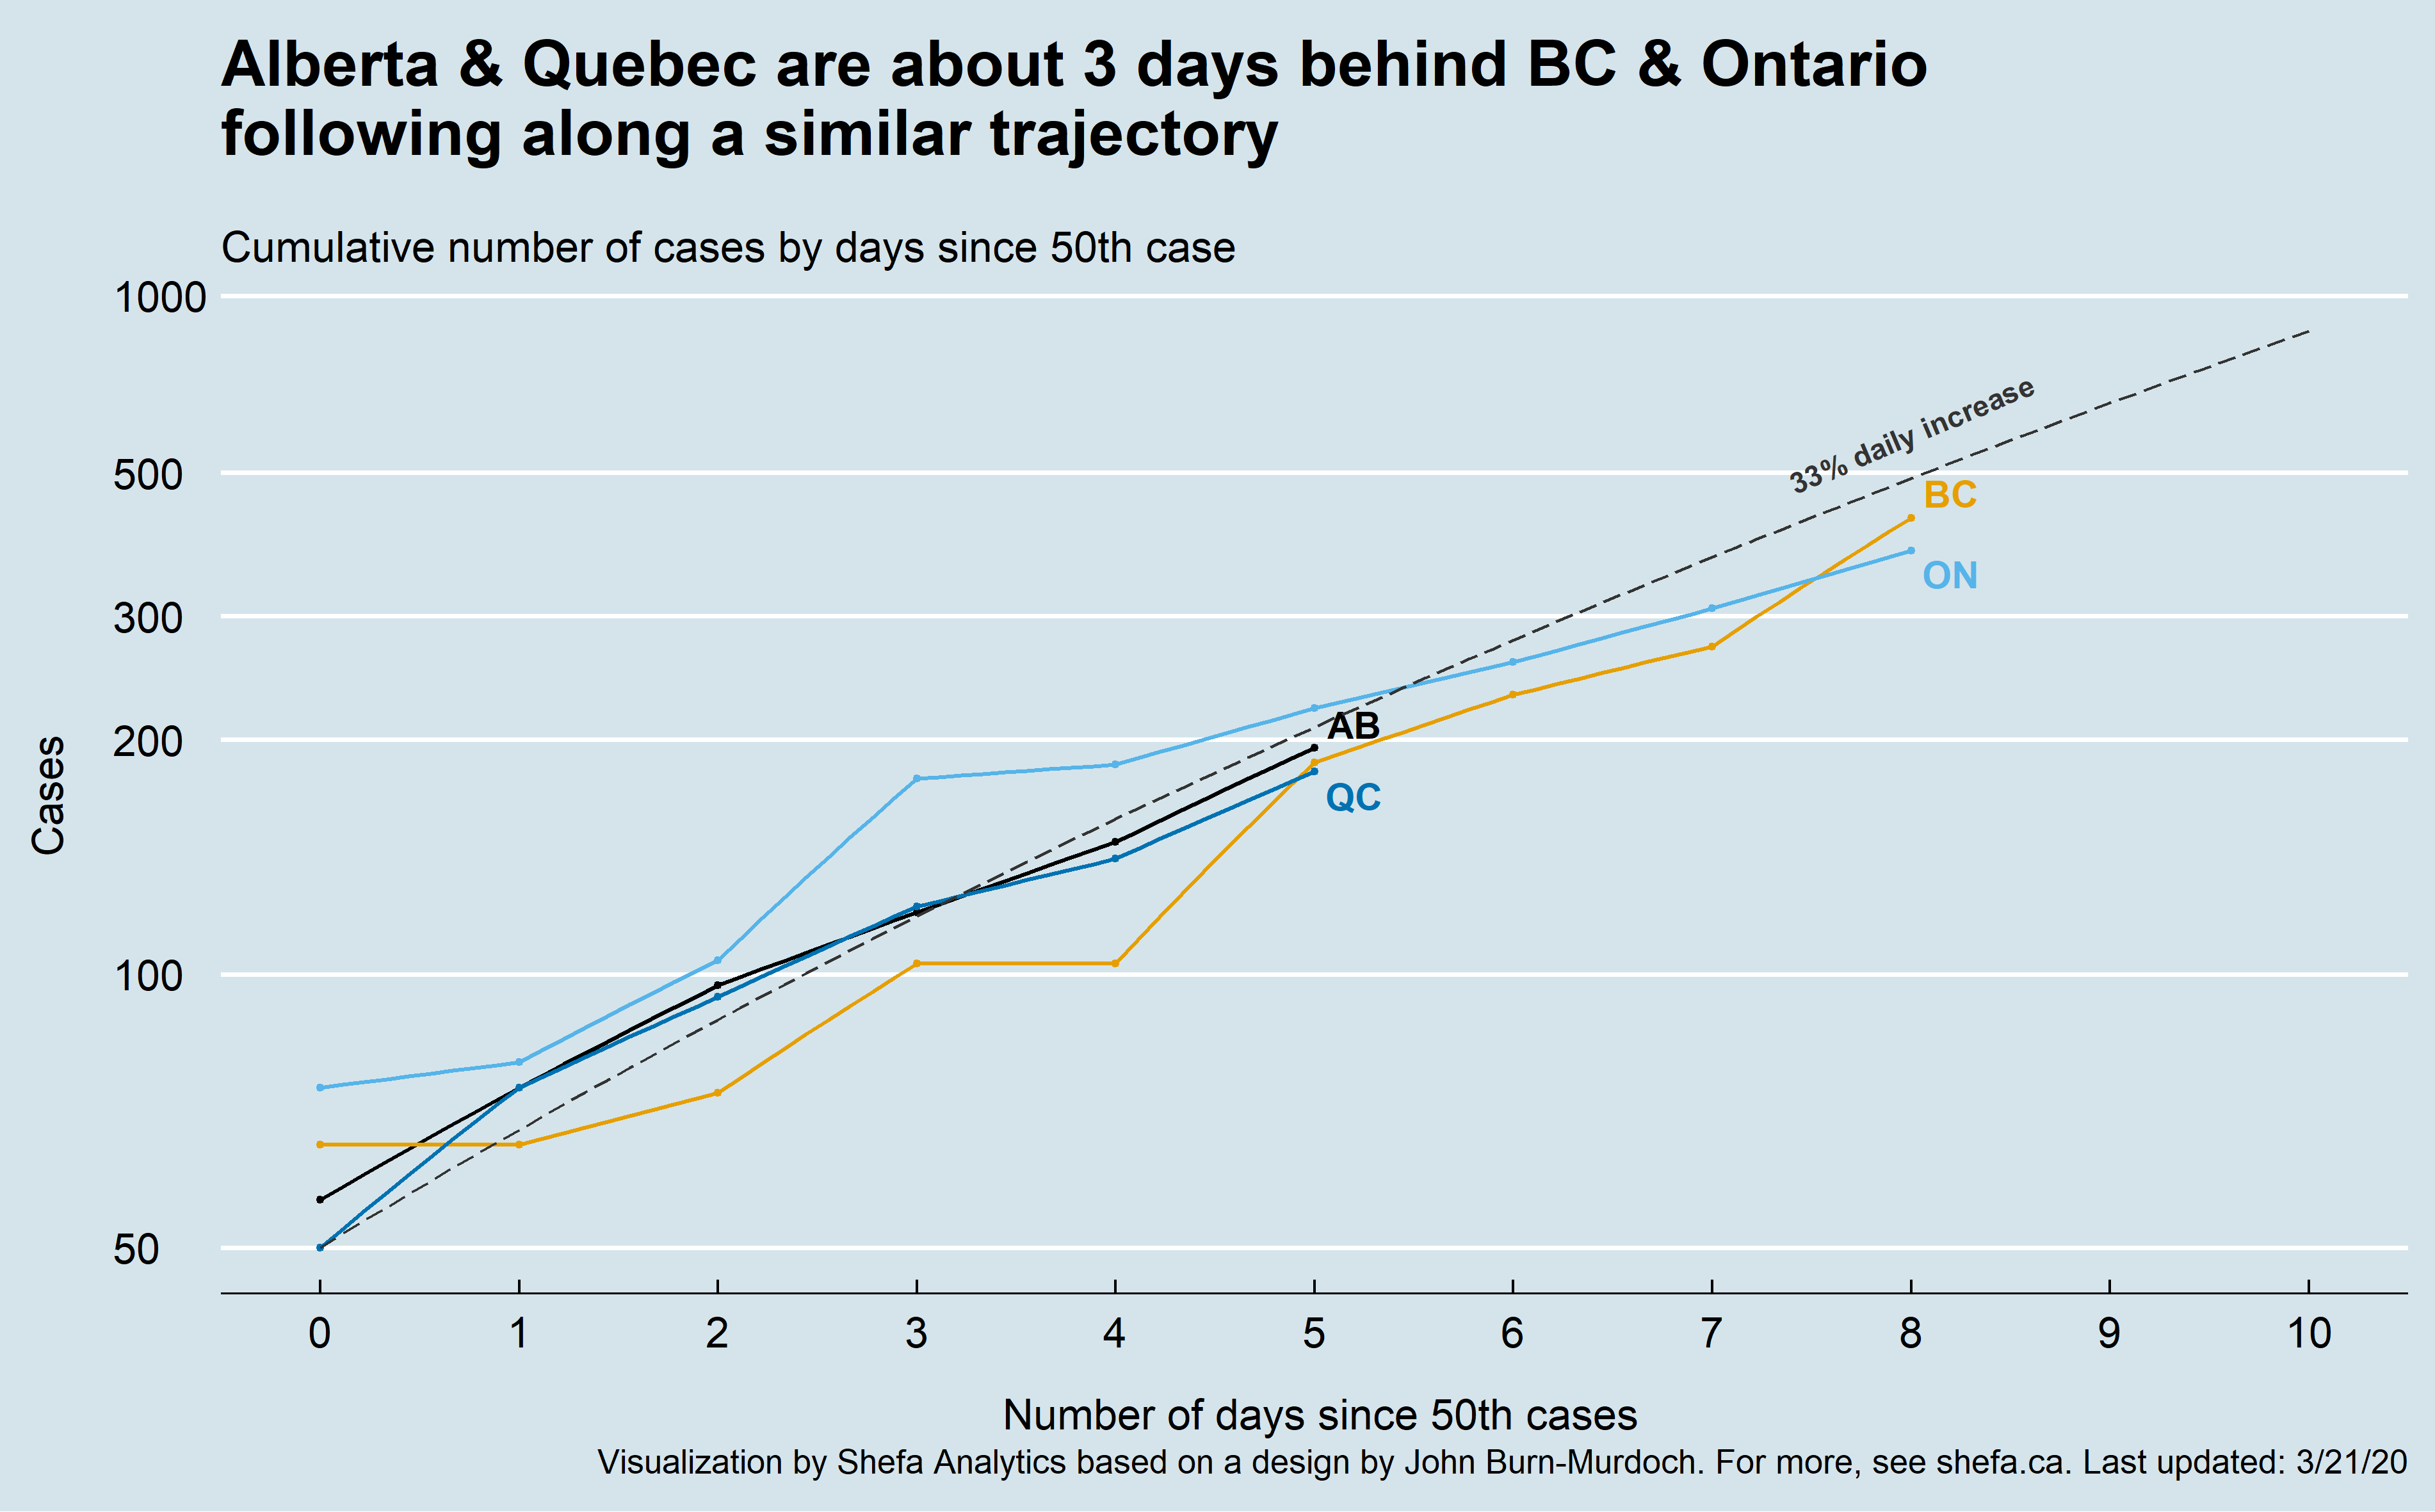 Alberta & Quebec are about 3 days behind BC & Ontario
following along a similar trajectory
Cumulative number of cases by days since 50th case
1000
500
300
200
100
50
Cases
33% daily increase
BC
ON
AB
QC
0 1 2 3 4 5 6 7 8 9 10
Number of days since 50th cases
Visualization by Shefa Analytics based on a design by John Burn-Murdoch. For more, see shefa.ca. Last updated: 3/21/20